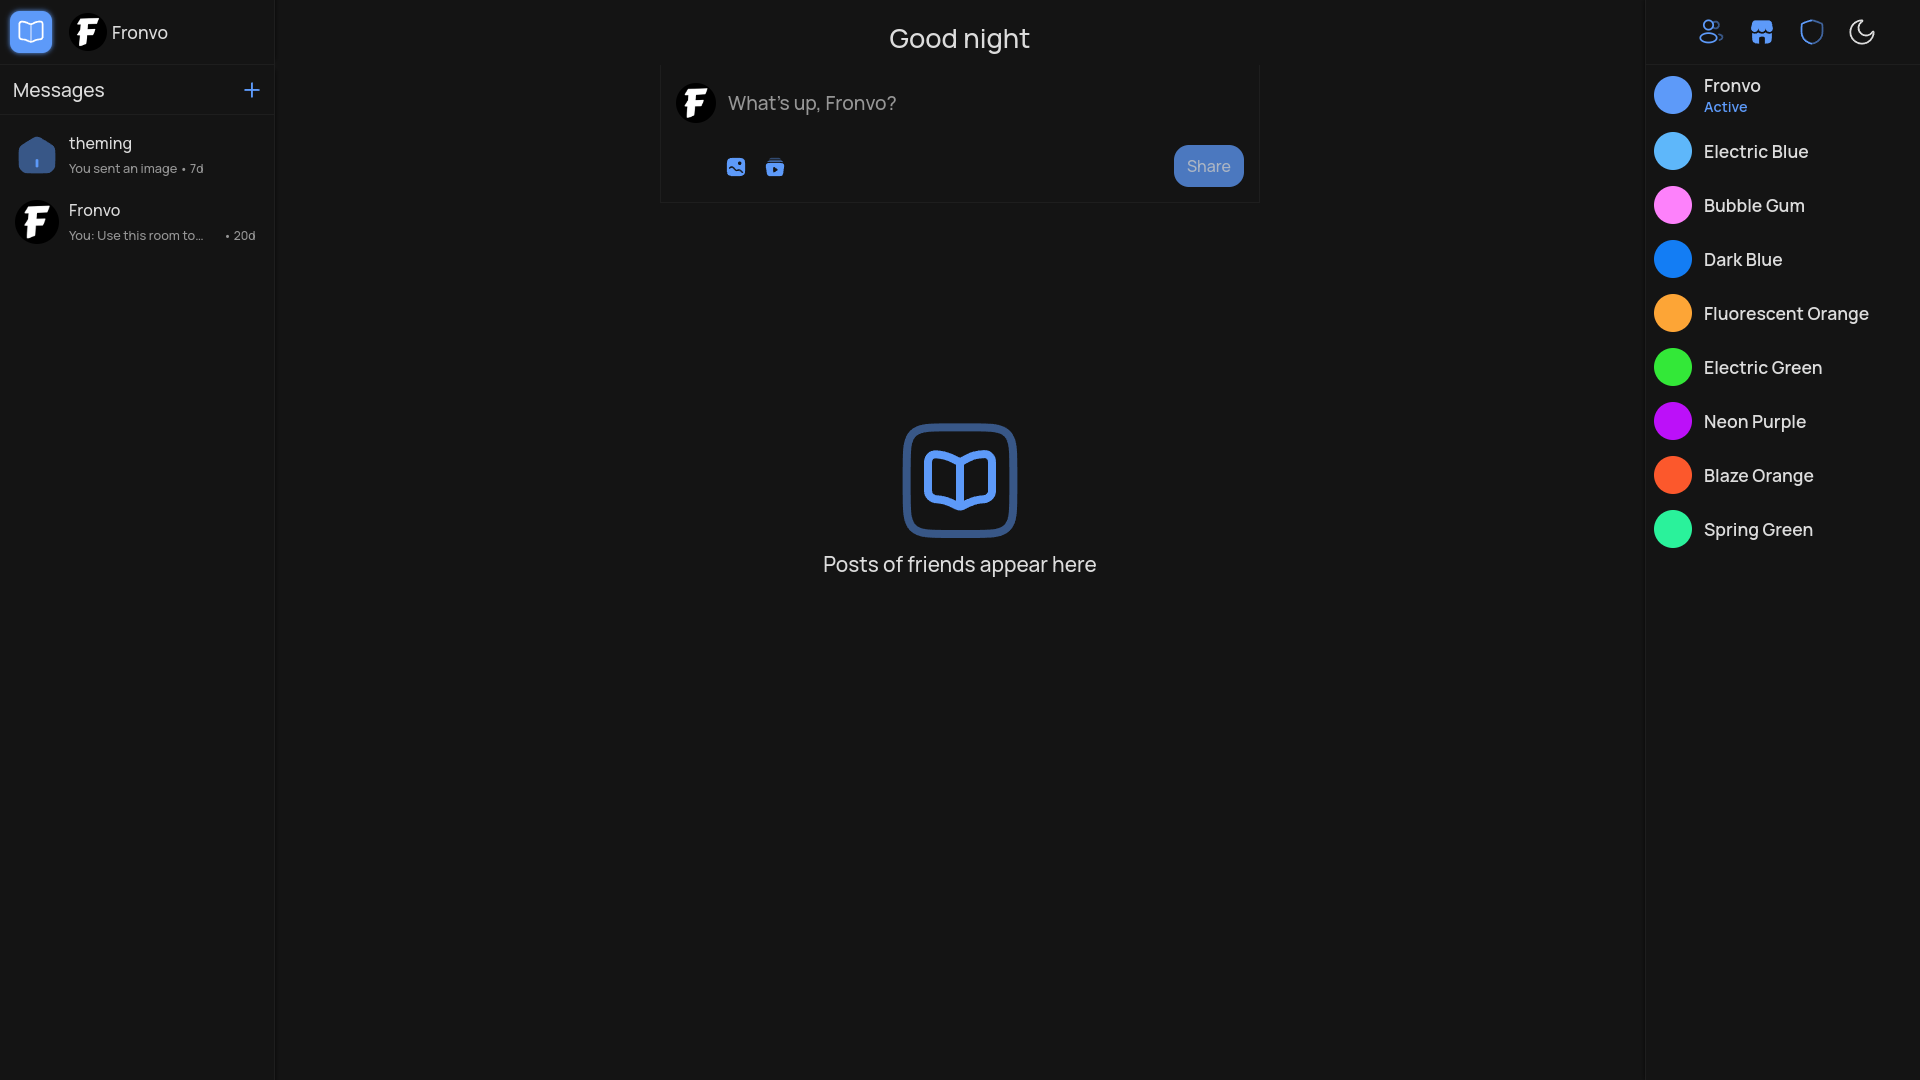 Fronvo
Messages
theming
You sent an image • 7d
Fronvo
You: Use this room to... • 20d
Good night
What's up, Fronvo?
Share
Posts of friends appear here
Fronvo
Active
Electric Blue
Bubble Gum
Dark Blue
Fluorescent Orange
Electric Green
Neon Purple
Blaze Orange
Spring Green